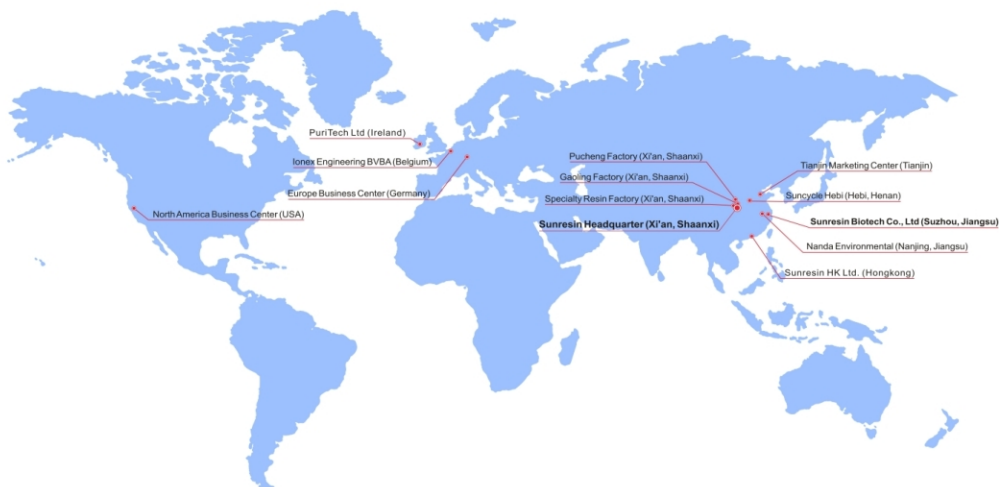 PuriTech Ltd (Ireland)
Ionex Engineering BVBA (Belgium)
Europe Business Center (Germany)
North America Business Center (USA)
Pucheng Factory (Xi'an, Shaanxi)
Gaoling Factory (Xi'an, Shaanxi)
Specialty Resin Factory (Xi'an, Shaanxi)
Sunresin Headquarter (Xi'an, Shaanxi)
Tianjin Marketing Center (Tianjin)
Suncycle Hebi (Hebi, Henan)
Sunresin Biotech Co., Ltd (Suzhou, Jiangsu)
Nanda Environmental (Nanjing, Jiangsu)
Sunresin HK Ltd. (Hongkong)